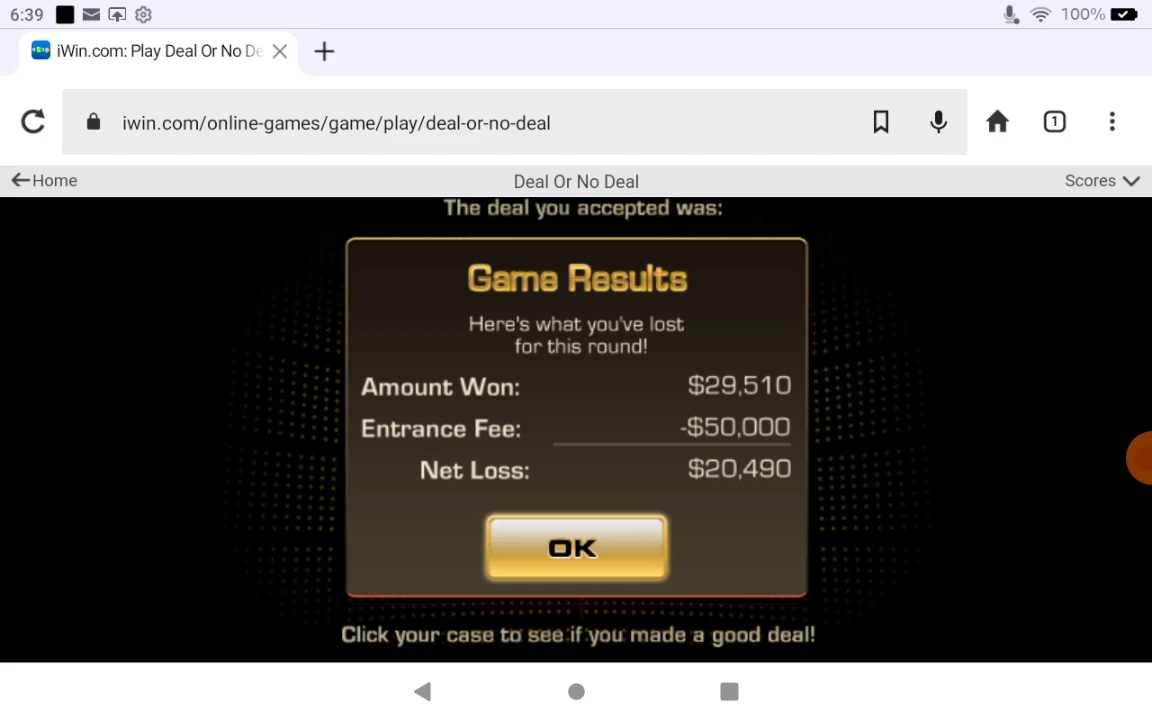 6:39
100%
iWin.com: Play Deal Or No De
iwin.com/online-games/game/play/deal-or-no-deal
1
Home
Deal Or No Deal
Scores
The deal you accepted was:
Game Results
Here's what you've lost
for this round!
Amount Won: $29,510
Entrance Fee: -$50,000
Net Loss: $20,490
OK
Click your case to see if you made a good deal!